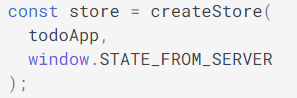 const store = createStore(
  todoApp,
  window.STATE_FROM_SERVER
);